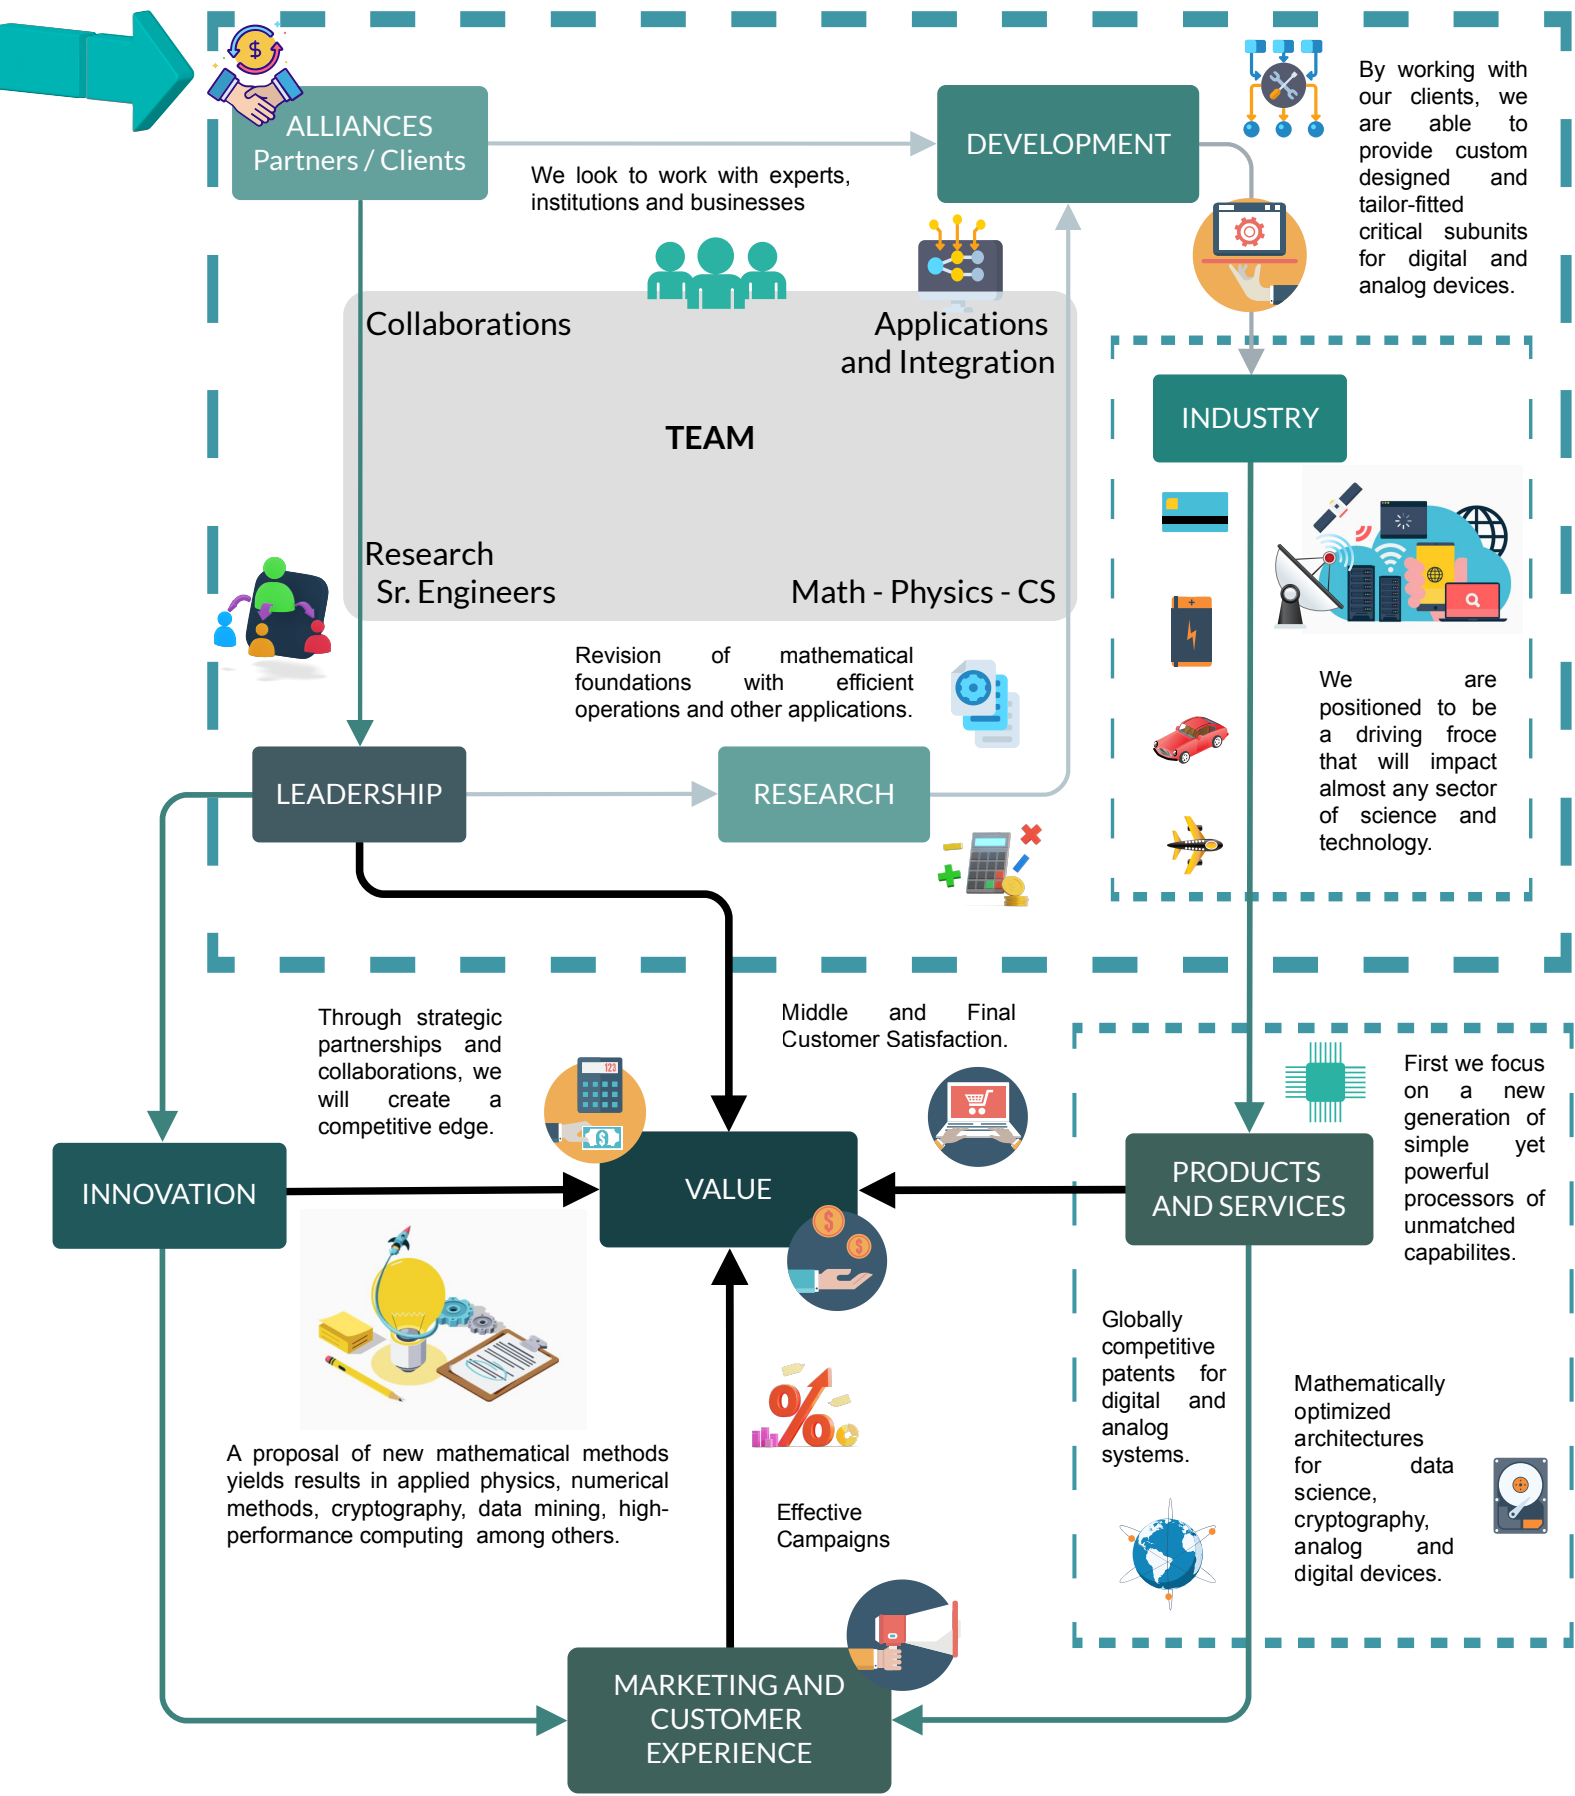 ALLIANCES
Partners / Clients
DEVELOPMENT
By working with
our clients, we
are able to
provide custom
designed and
tailor-fitted
critical subunits
for digital and
analog devices.
We look to work with experts,
institutions and businesses
Collaborations
Applications
and Integration
TEAM
Research
Sr. Engineers
Math - Physics - CS
INDUSTRY
We are
positioned to be
a driving froce
that will impact
almost any sector
of science and
technology.
Revision of mathematical
foundations with efficient
operations and other applications.
LEADERSHIP
RESEARCH
Through strategic
partnerships and
collaborations, we
will create a
competitive edge.
123
Middle and Final
Customer Satisfaction.
First we focus
on a new
generation of
simple yet
powerful
processors of
unmatched
capabilites.
INNOVATION
VALUE
PRODUCTS
AND SERVICES
Globally
competitive
patents for
digital and
analog
systems.
Mathematically
optimized
architectures
for data
science,
cryptography,
analog and
digital devices.
A proposal of new mathematical methods
yields results in applied physics, numerical
methods, cryptography, data mining, high-
performance computing among others.
%
Effective
Campaigns
MARKETING AND
CUSTOMER
EXPERIENCE